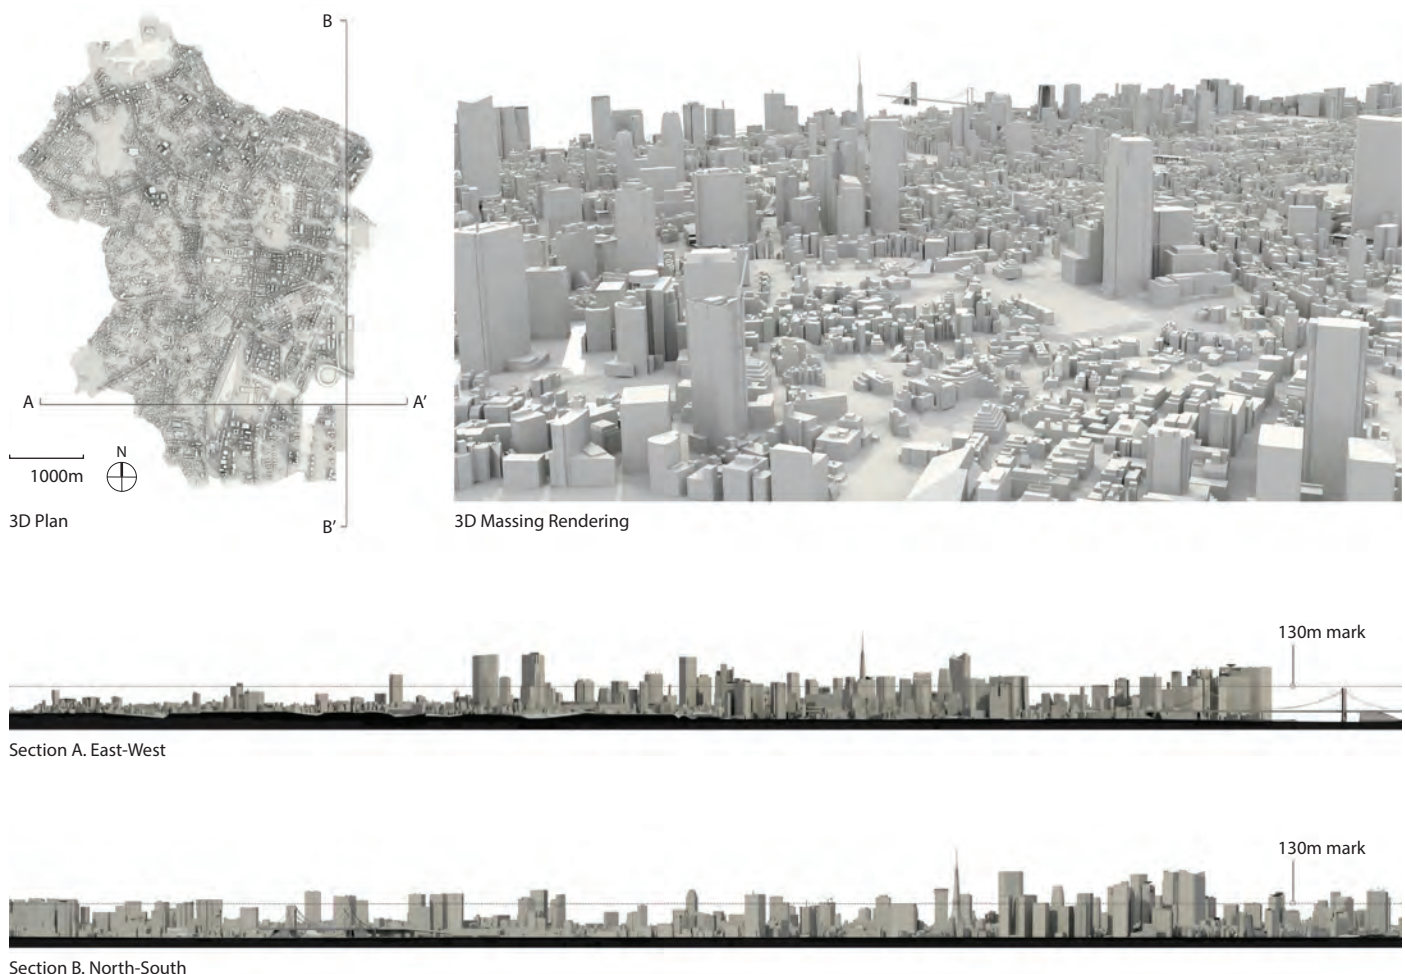 B
A
A'
N
1000m
B'
3D Plan
3D Massing Rendering
130m mark
Section A. East-West
130m mark
Section B. North-South